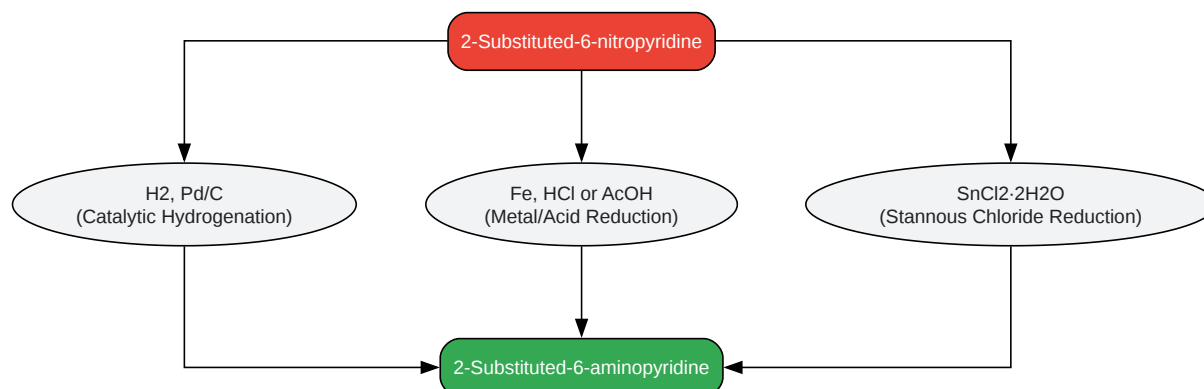 2-Substituted-6-nitropyridine
H2, Pd/C
(Catalytic Hydrogenation)
Fe, HCl or AcOH
(Metal/Acid Reduction)
SnCl2·2H2O
(Stannous Chloride Reduction)
2-Substituted-6-aminopyridine